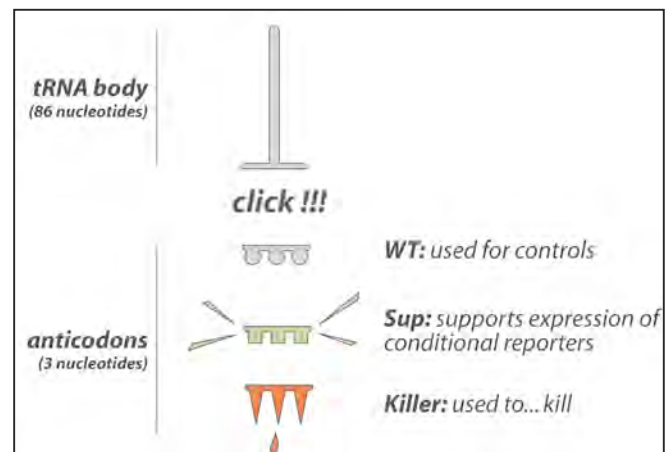 tRNA body
(86 nucleotides)
click !!!
WT: used for controls
Sup: supports expression of
conditional reporters
anticodons
(3 nucleotides)
Killer: used to... kill